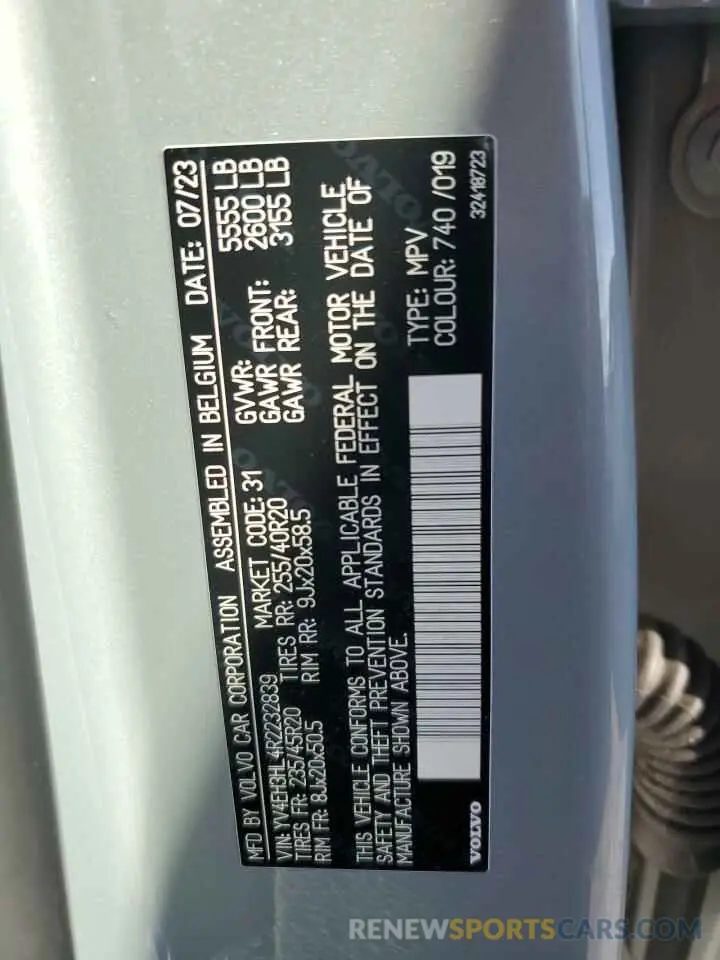 MFD BY VOLVO CAR CORPORATION ASSEMBLED IN BELGIUM DATE: 07/23
VIN: YV4EH3HL4R2232839 MARKET CODE: 31 GVWR: 5555 LB
TIRES FR: 235/45R20 TIRES RR: 255/40R20 GAWR FRONT: 2600 LB
RIM FR: 8Jx20x50.5 RIM RR: 9Jx20x58.5 GAWR REAR: 3155 LB
THIS VEHICLE CONFORMS TO ALL APPLICABLE FEDERAL MOTOR VEHICLE
SAFETY AND THEFT PREVENTION STANDARDS IN EFFECT ON THE DATE OF
MANUFACTURE SHOWN ABOVE.
TYPE: MPV
COLOUR: 740 /019
VOLVO 32418723
RENEWSPORTSCARS.COM